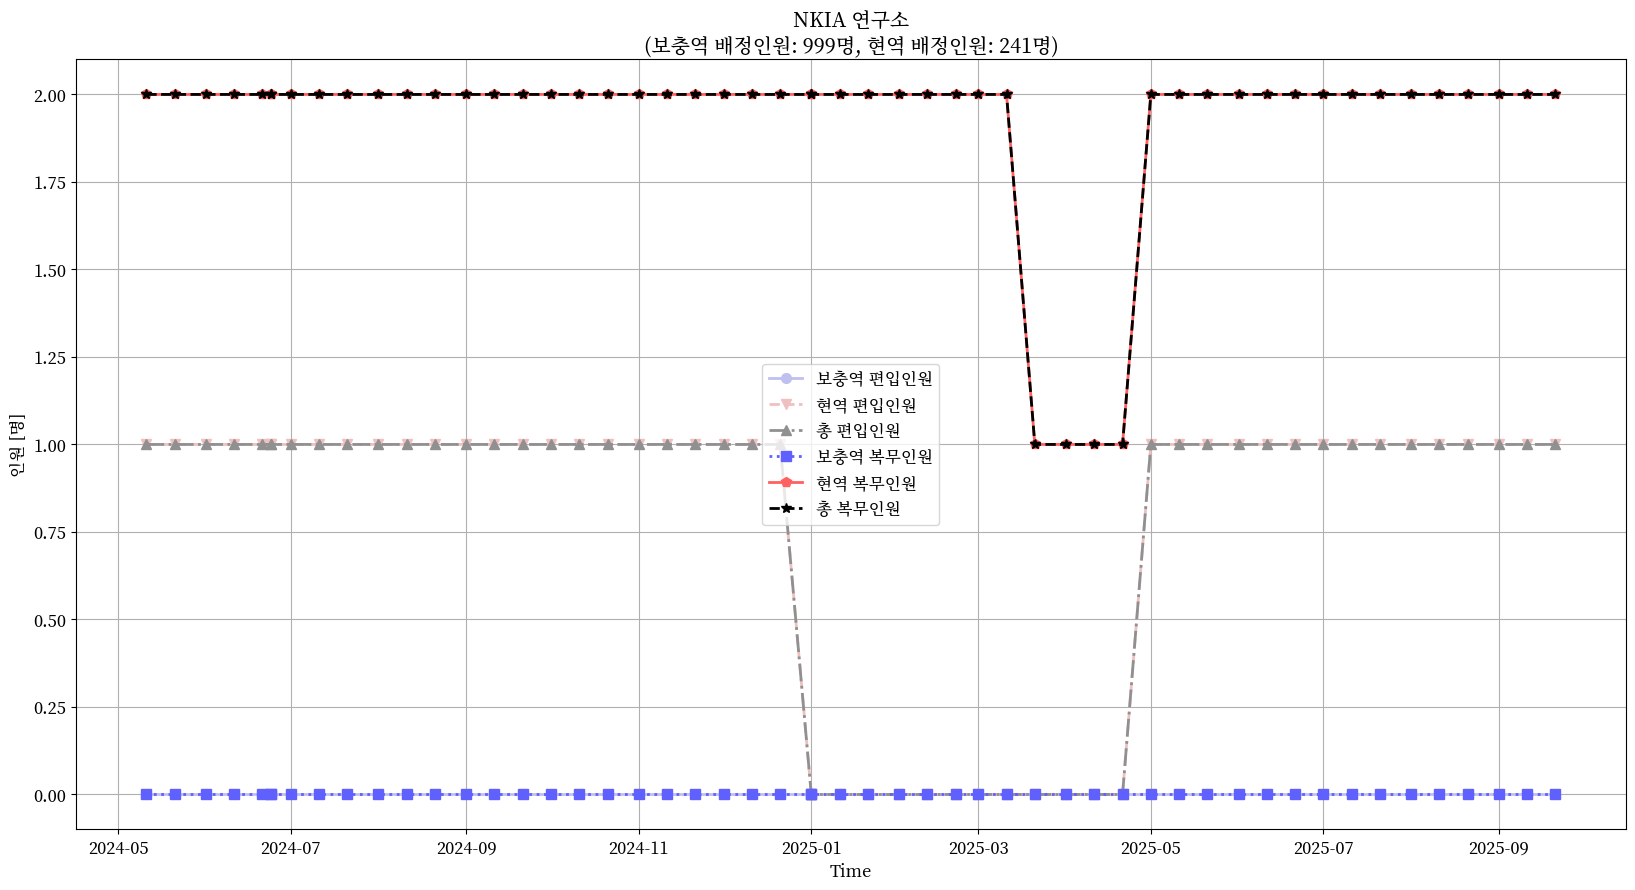 NKIA 연구소
(보충역 배정인원: 999명, 현역 배정인원: 241명)
인원 [명]
2.00
1.75
1.50
1.25
1.00
0.75
0.50
0.25
0.00
보충역 편입인원
현역 편입인원
총 편입인원
보충역 복무인원
현역 복무인원
총 복무인원
2024-05 2024-07 2024-09 2024-11 2025-01 2025-03 2025-05 2025-07 2025-09
Time